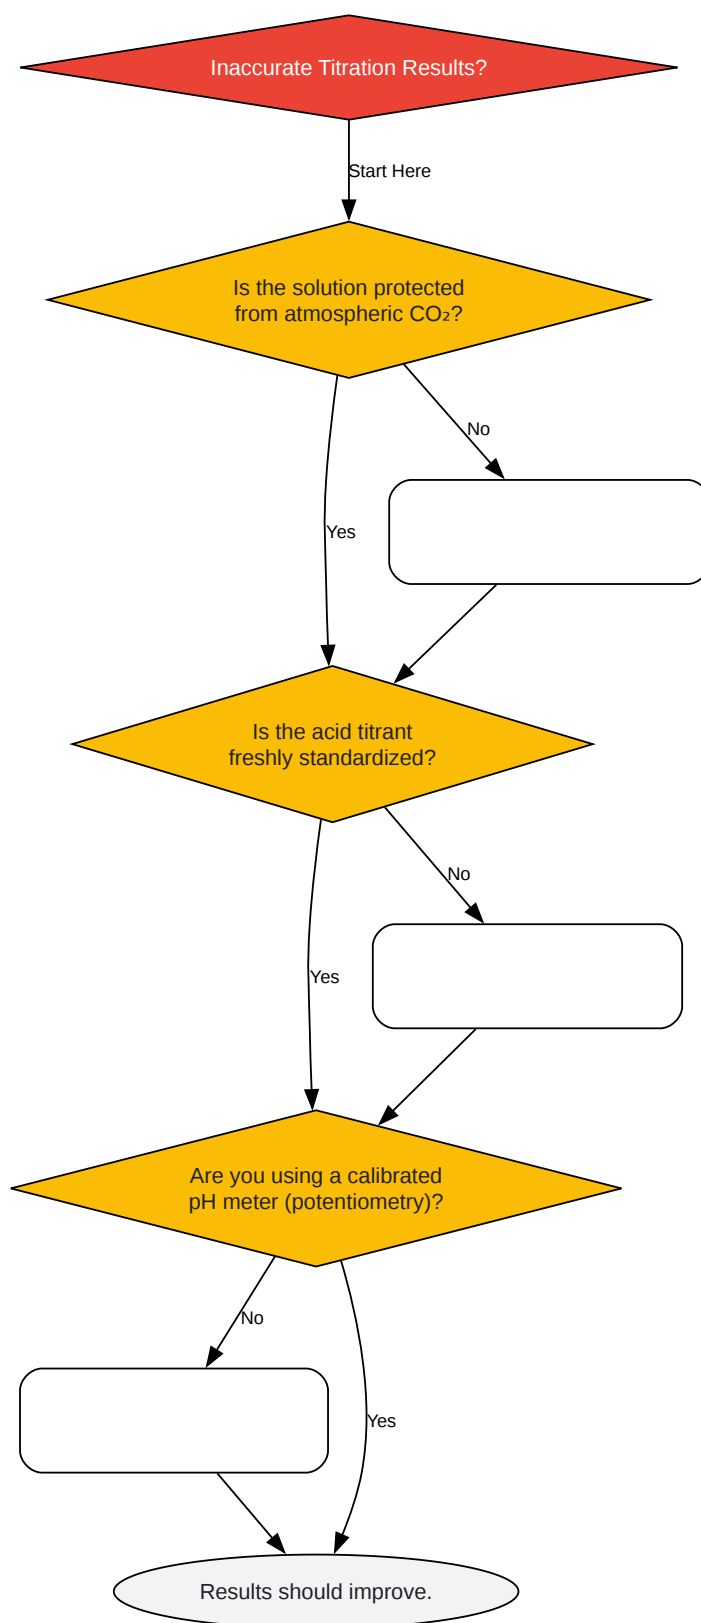 Inaccurate Titration Results?
Start Here
Is the solution protected
from atmospheric CO₂?
No
Yes
Is the acid titrant
freshly standardized?
No
Yes
Are you using a calibrated
pH meter (potentiometry)?
No
Yes
Results should improve.